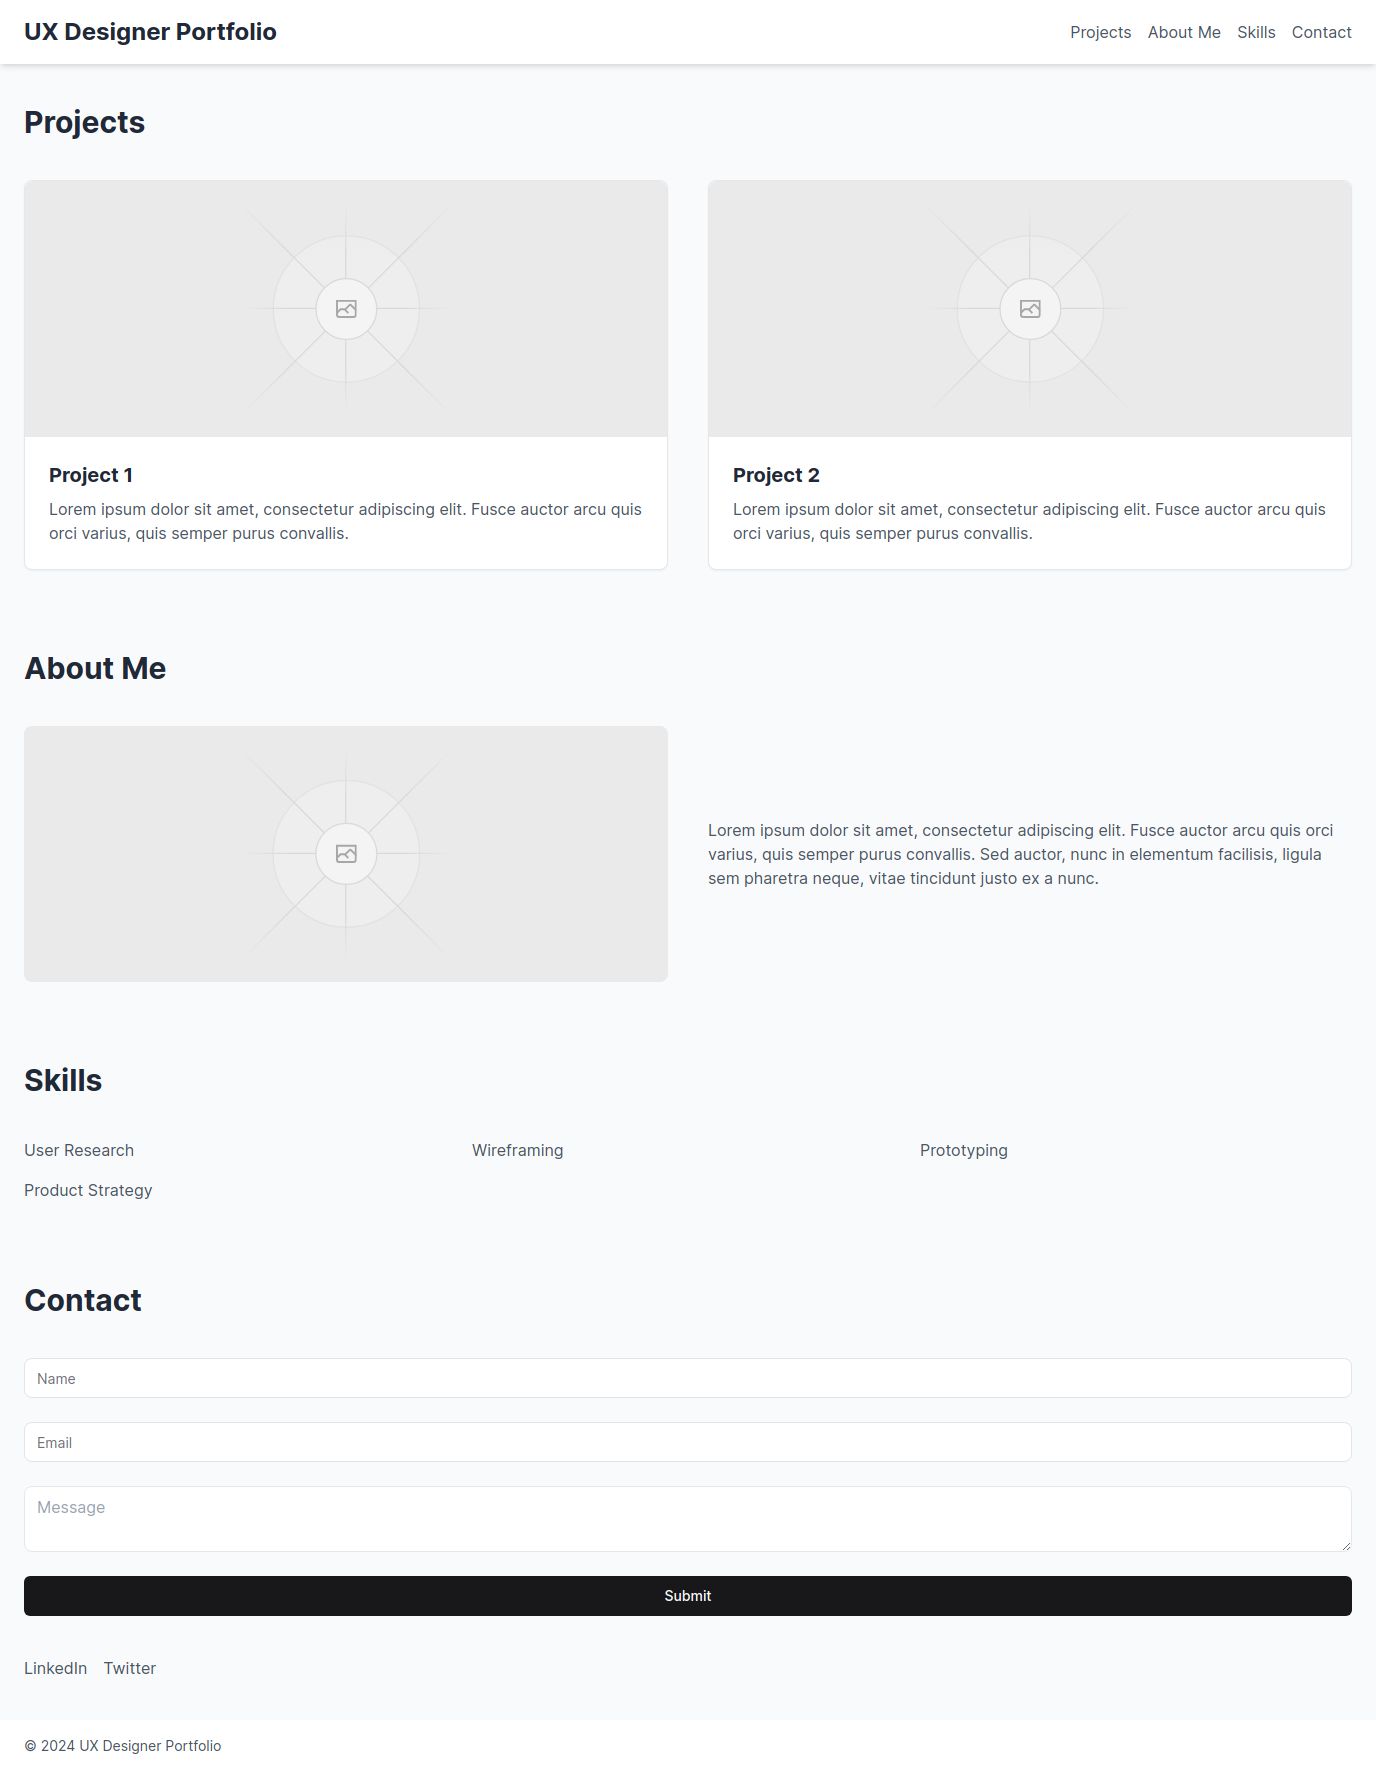 UX Designer Portfolio
Projects About Me Skills Contact
Projects
Project 1
Lorem ipsum dolor sit amet, consectetur adipiscing elit. Fusce auctor arcu quis
orci varius, quis semper purus convallis.
Project 2
Lorem ipsum dolor sit amet, consectetur adipiscing elit. Fusce auctor arcu quis
orci varius, quis semper purus convallis.
About Me
Lorem ipsum dolor sit amet, consectetur adipiscing elit. Fusce auctor arcu quis orci
varius, quis semper purus convallis. Sed auctor, nunc in elementum facilisis, ligula
sem pharetra neque, vitae tincidunt justo ex a nunc.
Skills
User Research
Wireframing
Prototyping
Product Strategy
Contact
Name
Email
Message
Submit
LinkedIn Twitter
© 2024 UX Designer Portfolio